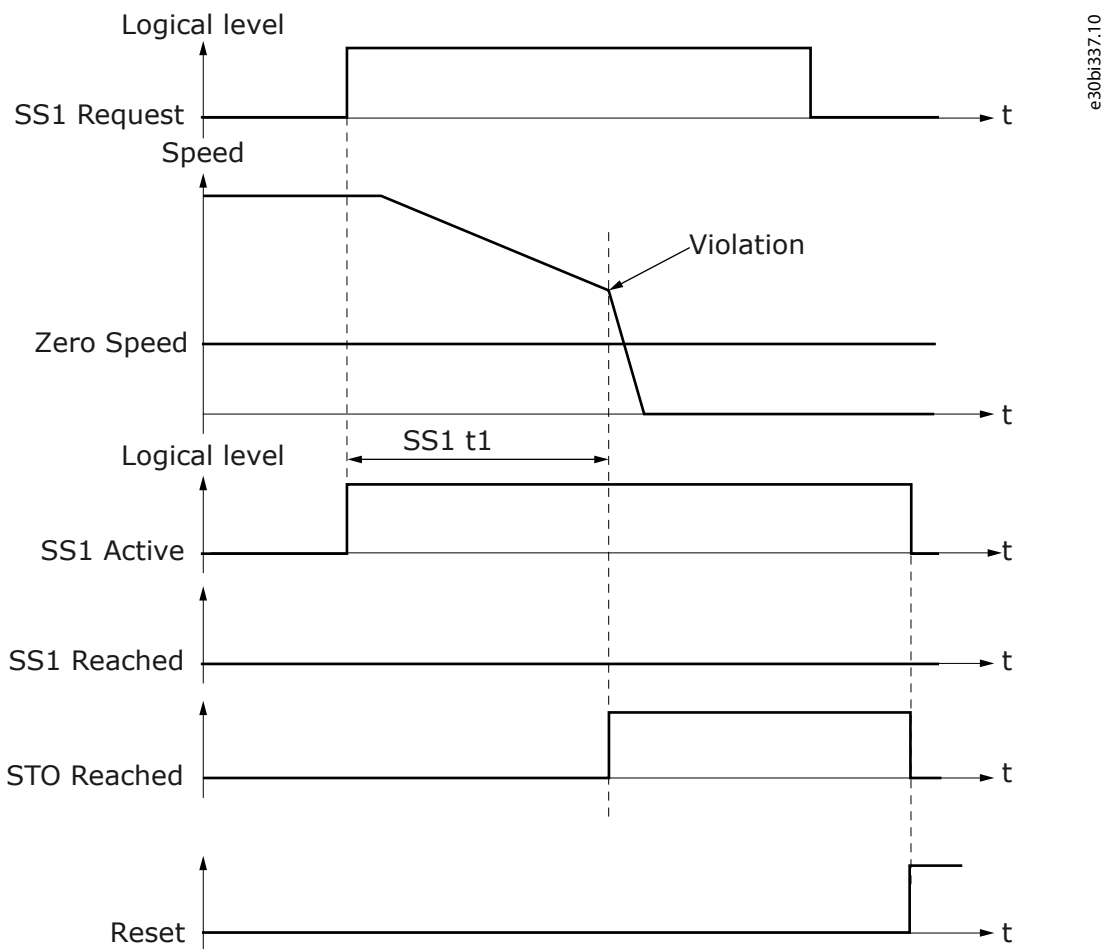 Logical level
SS1 Request
t
Speed
Violation
Zero Speed
t
SS1 t1
Logical level
SS1 Active
t
SS1 Reached
t
STO Reached
t
Reset
t
e30bi337.10